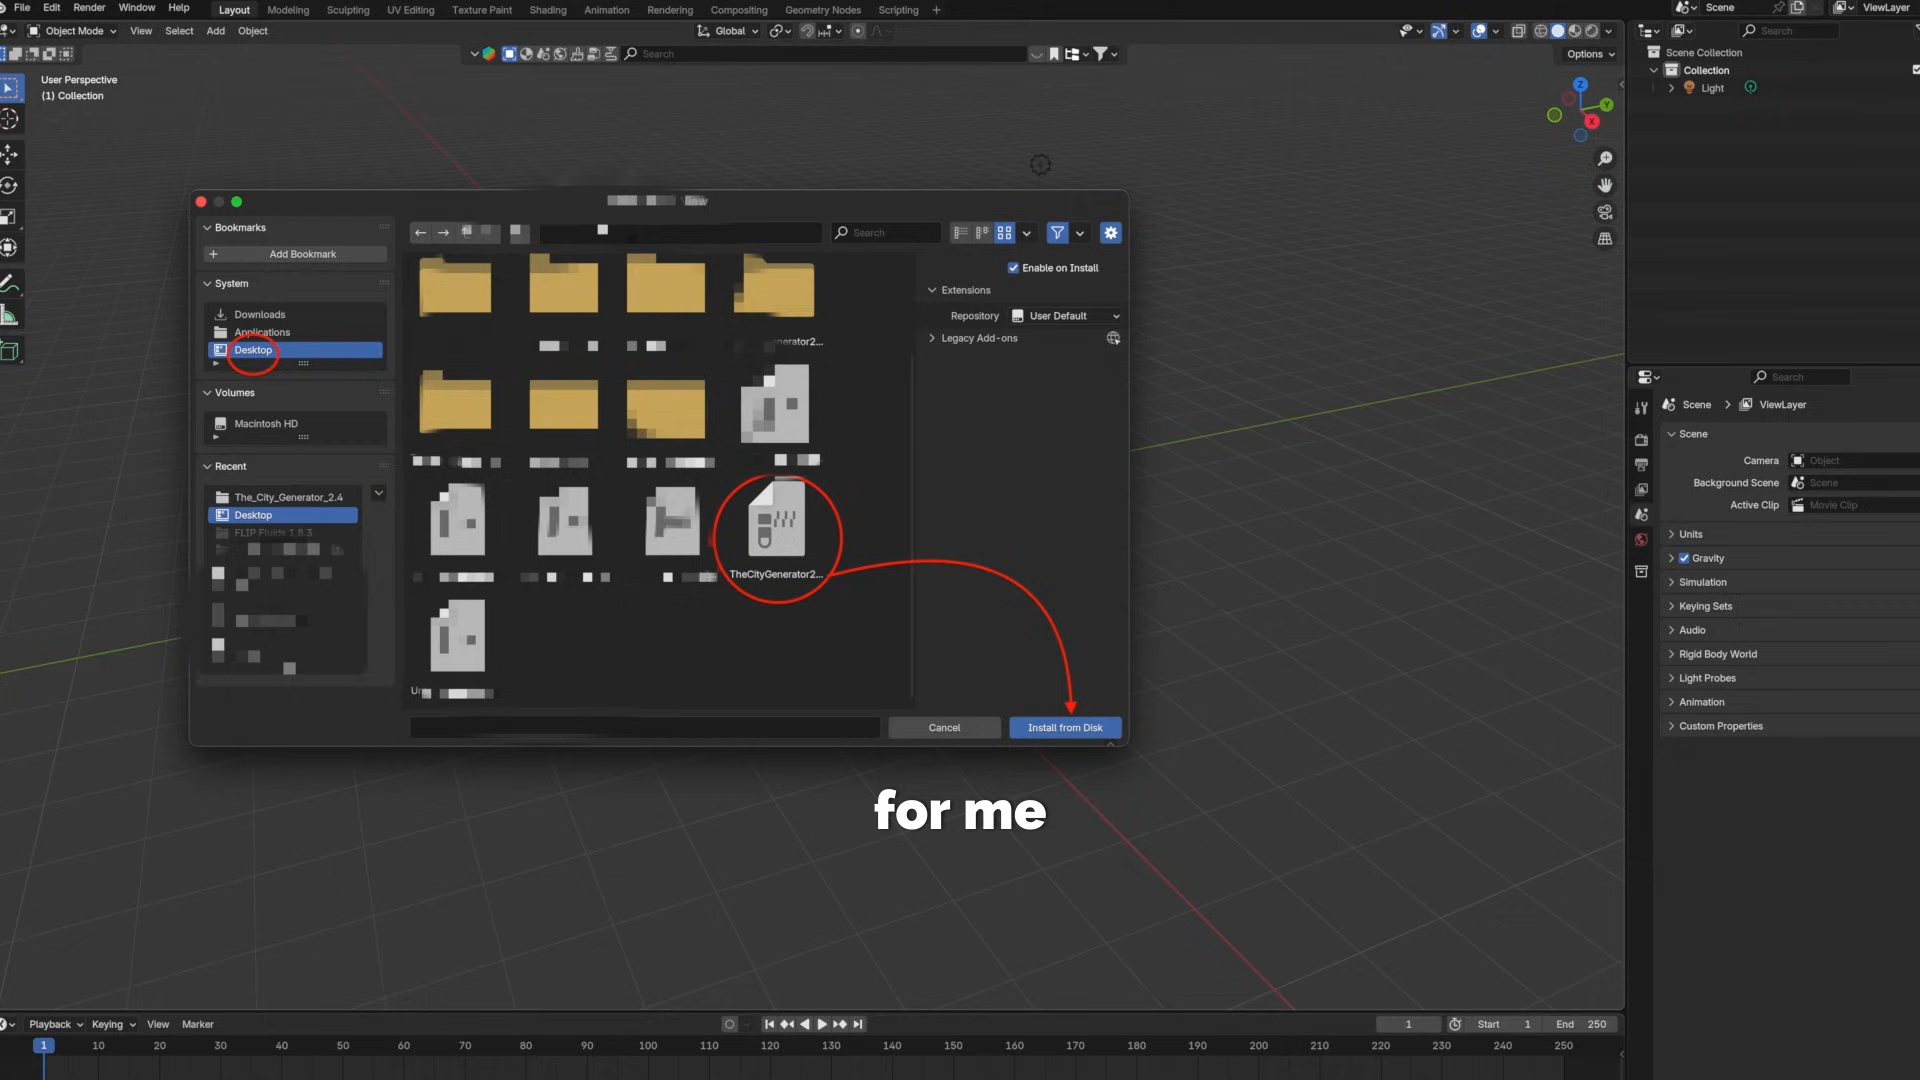 File Edit Render Window Help Layout Modeling Sculpting UV Editing Texture Paint Shading Animation Rendering Compositing Geometry Nodes Scripting + Scene ViewLayer
Object Mode View Select Add Object Global Search
Search Options
User Perspective
(1) Collection
Scene Collection
Collection
Light
Z
Y
X
View
Bookmarks
Add Bookmark
System
Downloads
Applications
Desktop
Volumes
Macintosh HD
Recent
The_City_Generator_2.4
Desktop
FLIP Fluids 1.8.3
Search
Enable on Install
Extensions
Repository User Default
Legacy Add-ons
TheCityGenerator2...
Cancel Install from Disk
for me
Search
Scene > ViewLayer
Scene
Camera Object
Background Scene Scene
Active Clip Movie Clip
Units
Gravity
Simulation
Keying Sets
Audio
Rigid Body World
Light Probes
Animation
Custom Properties
Playback Keying View Marker 1 Start 1 End 250
1 10 20 30 40 50 60 70 80 90 100 110 120 130 140 150 160 170 180 190 200 210 220 230 240 250